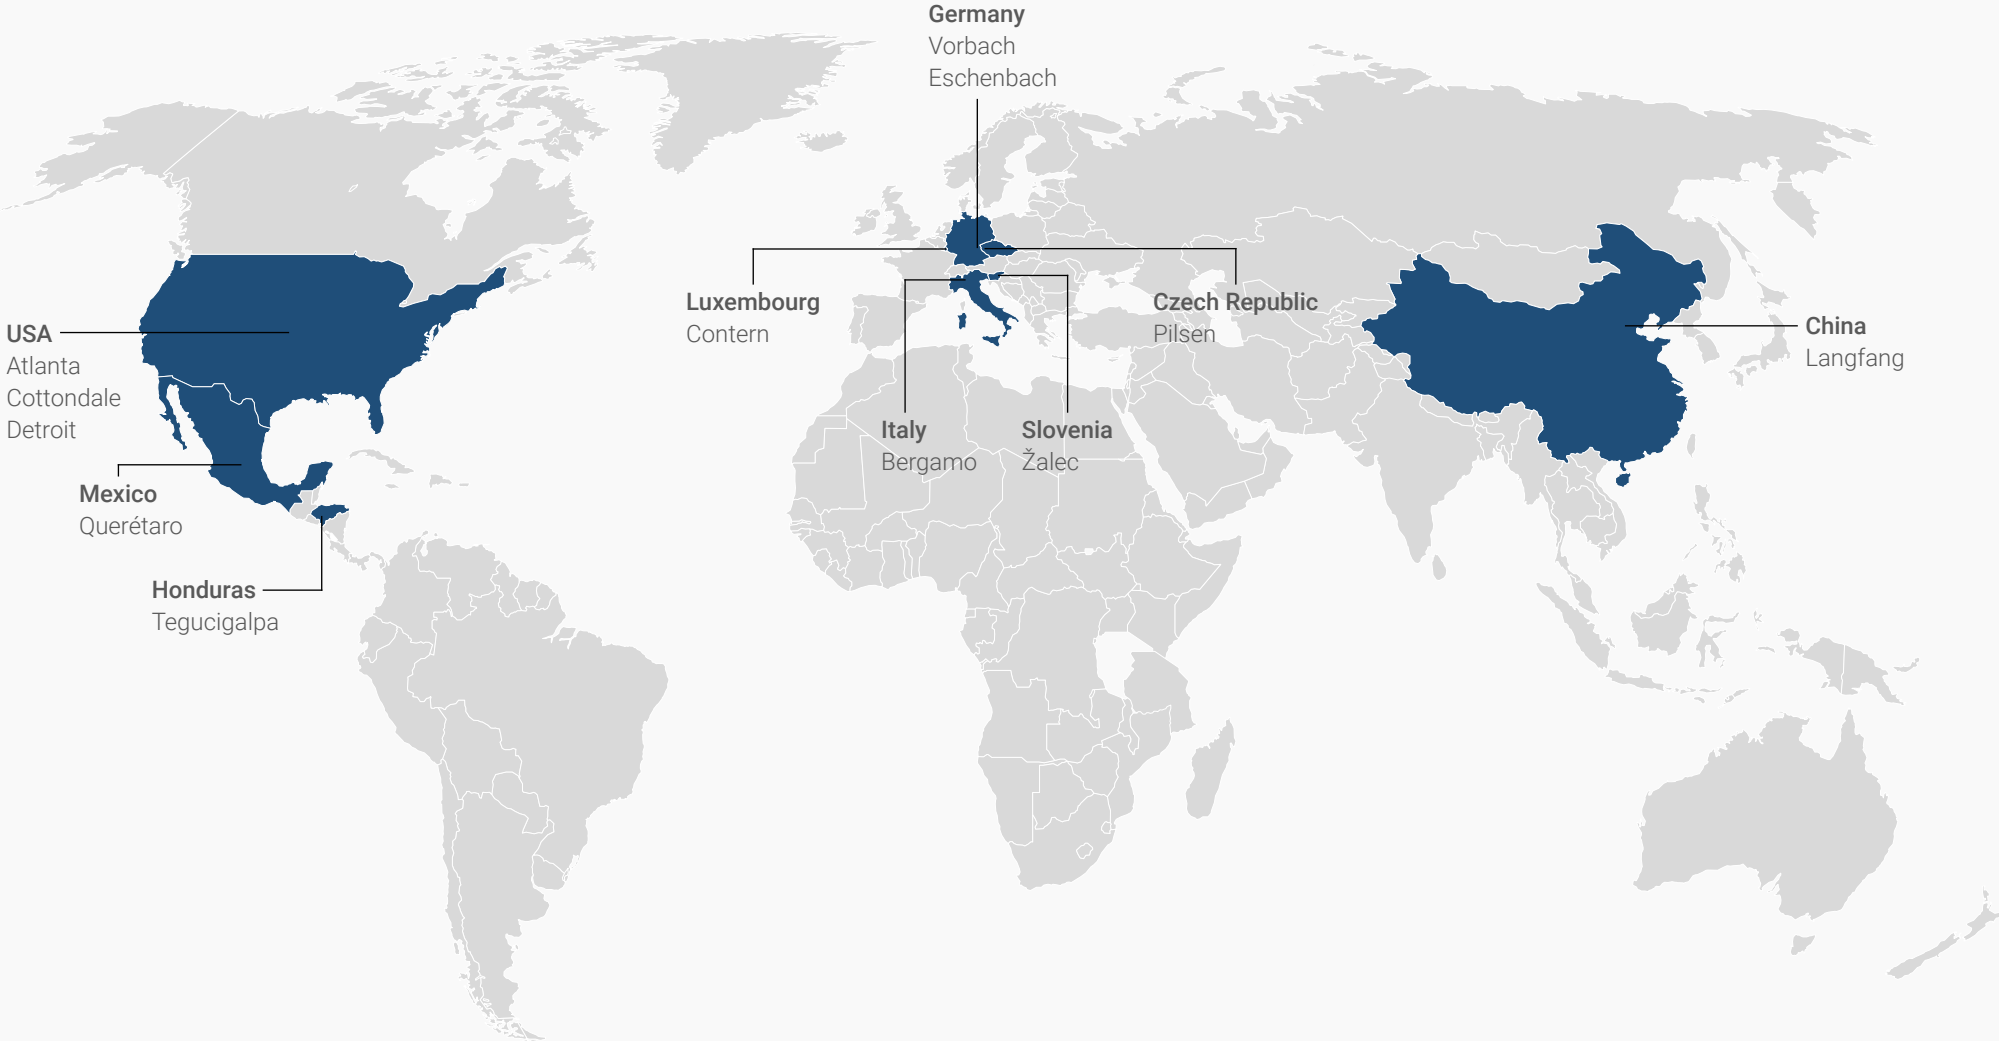 Germany
Vorbach
Eschenbach
Luxembourg
Contern
Czech Republic
Pilsen
USA
Atlanta
Cottondale
Detroit
China
Langfang
Italy
Bergamo
Slovenia
Žalec
Mexico
Querétaro
Honduras
Tegucigalpa